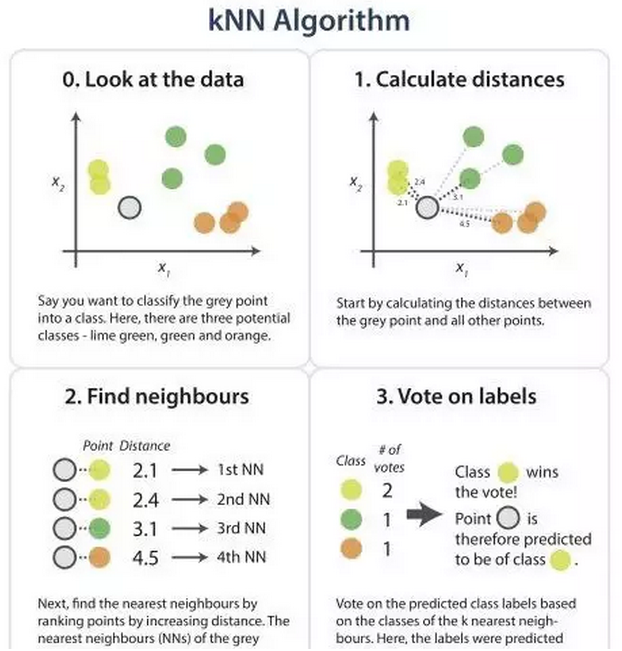 kNN Algorithm
0. Look at the data
x2
x1
Say you want to classify the grey point
into a class. Here, there are three potential
classes - lime green, green and orange.
1. Calculate distances
x2
2.4
2.1
3.1
4.5
x1
Start by calculating the distances between
the grey point and all other points.
2. Find neighbours
Point Distance
2.1 1st NN
2.4 2nd NN
3.1 3rd NN
4.5 4th NN
Next, find the nearest neighbours by
ranking points by increasing distance. The
nearest neighbours (NNs) of the grey
3. Vote on labels
Class # of
votes
2
1
1
Class wins
the vote!
Point is
therefore predicted
to be of class .
Vote on the predicted class labels based
on the classes of the k nearest neigh-
bours. Here, the labels were predicted